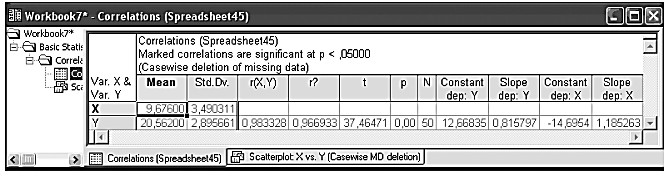 Workbook7* - Correlations (Spreadsheet45)
Workbook7*
Basic Statis
Correla
Co
Sca
Correlations (Spreadsheet45)
Marked correlations are significant at p < ,05000
(Casewise deletion of missing data)
Var. X & Var. Y Mean Std.Dv. r(X,Y) r? t p N Constant dep: Y Slope dep: Y Constant dep: X Slope dep: X
X 9,67600 3,490311
Y 20,56200 2,895661 0,983328 0,966933 37,46471 0,00 50 12,66835 0,815797 -14,6954 1,185263
Correlations (Spreadsheet45) Scatterplot: X vs. Y (Casewise MD deletion)